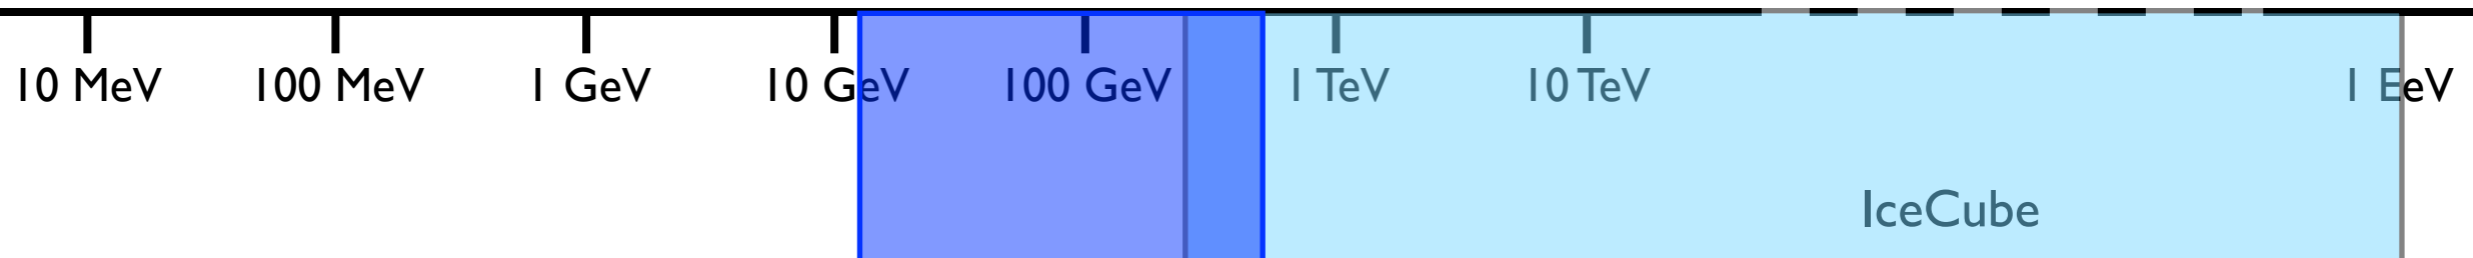 10 MeV 100 MeV 1 GeV 10 GeV 100 GeV 1 TeV 10 TeV 1 EeV
IceCube